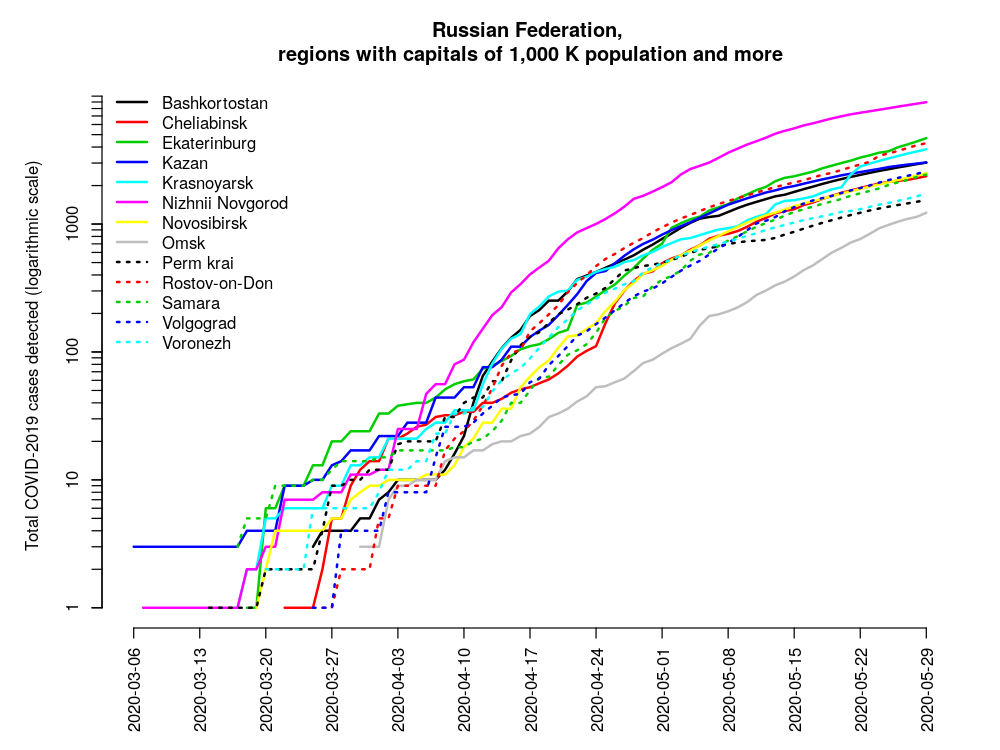 Russian Federation,
regions with capitals of 1,000 K population and more
Total COVID-2019 cases detected (logarithmic scale)
1000
100
10
1
Bashkortostan
Cheliabinsk
Ekaterinburg
Kazan
Krasnoyarsk
Nizhnii Novgorod
Novosibirsk
Omsk
Perm krai
Rostov-on-Don
Samara
Volgograd
Voronezh
2020-03-06
2020-03-13
2020-03-20
2020-03-27
2020-04-03
2020-04-10
2020-04-17
2020-04-24
2020-05-01
2020-05-08
2020-05-15
2020-05-22
2020-05-29